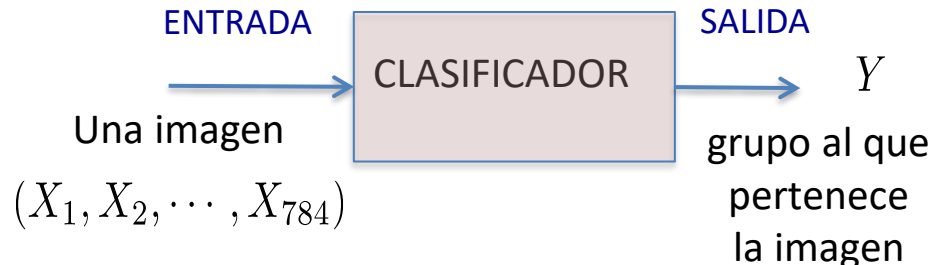 ENTRADA
SALIDA
CLASIFICADOR
Y
Una imagen
(X₁, X₂, ⋯ , X₇₈₄)
grupo al que
pertenece
la imagen